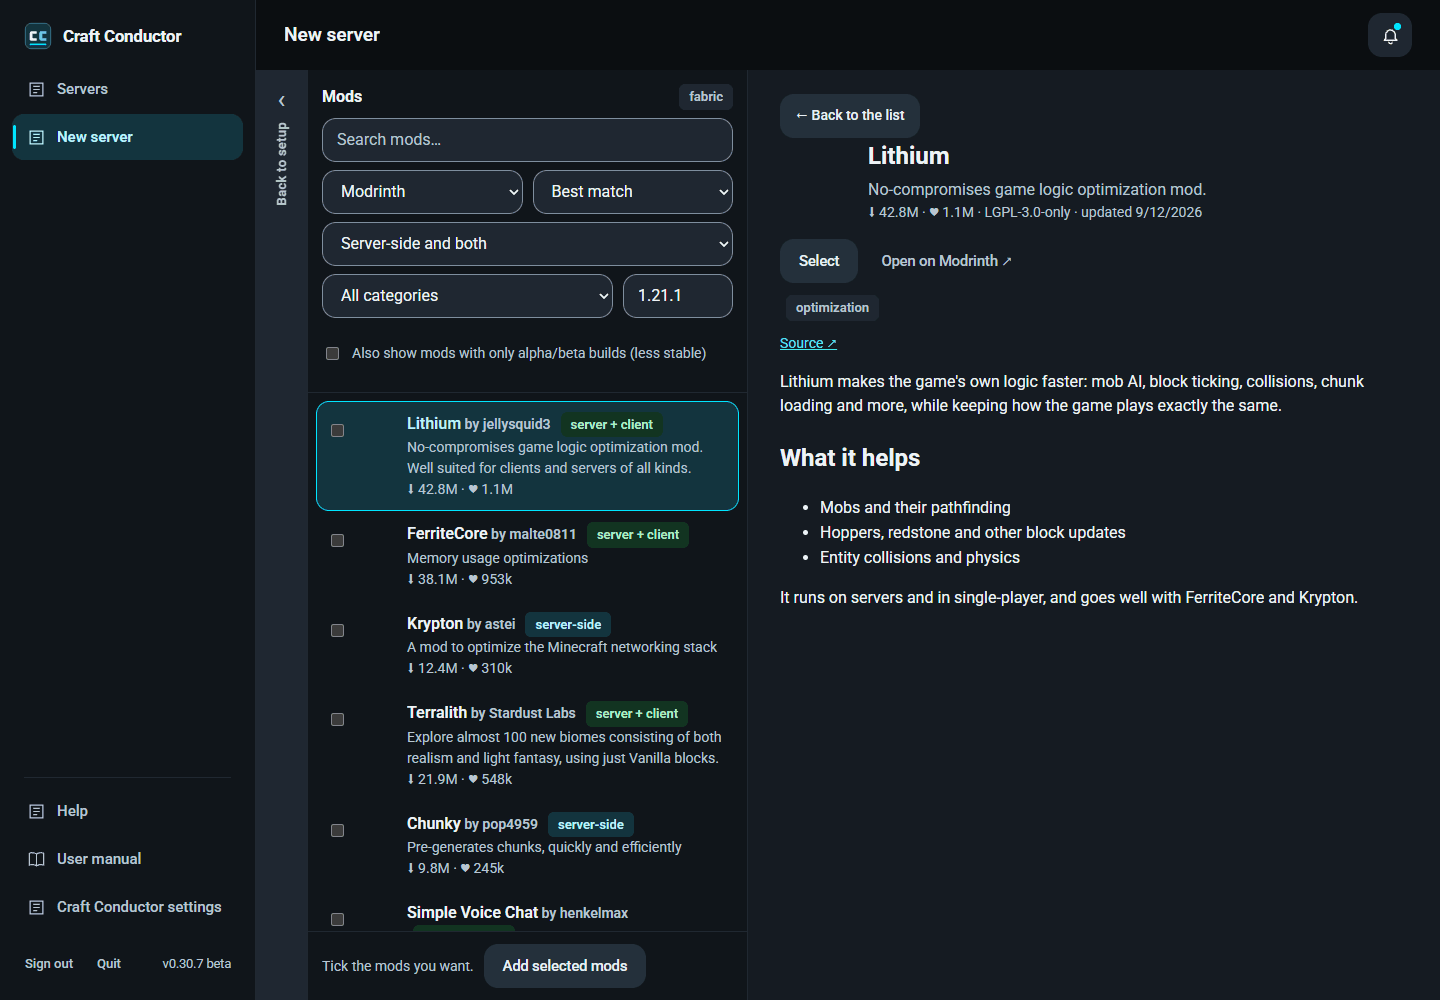 Craft Conductor
Servers
New server
Help
User manual
Craft Conductor settings
Sign out
Quit
v0.30.7 beta
New server
Back to setup
Mods
fabric
Search mods...
Modrinth
Best match
Server-side and both
All categories
1.21.1
Also show mods with only alpha/beta builds (less stable)
Lithium by jellysquid3 server + client
No-compromises game logic optimization mod.
Well suited for clients and servers of all kinds.
⬇ 42.8M · ♥ 1.1M
FerriteCore by malte0811 server + client
Memory usage optimizations
⬇ 38.1M · ♥ 953k
Krypton by astei server-side
A mod to optimize the Minecraft networking stack
⬇ 12.4M · ♥ 310k
Terralith by Stardust Labs server + client
Explore almost 100 new biomes consisting of both
realism and light fantasy, using just Vanilla blocks.
⬇ 21.9M · ♥ 548k
Chunky by pop4959 server-side
Pre-generates chunks, quickly and efficiently
⬇ 9.8M · ♥ 245k
Simple Voice Chat by henkelmax
Tick the mods you want.
Add selected mods
← Back to the list
Lithium
No-compromises game logic optimization mod.
⬇ 42.8M · ♥ 1.1M · LGPL-3.0-only · updated 9/12/2026
Select
Open on Modrinth ↗
optimization
Source ↗
Lithium makes the game's own logic faster: mob AI, block ticking, collisions, chunk
loading and more, while keeping how the game plays exactly the same.
What it helps
• Mobs and their pathfinding
• Hoppers, redstone and other block updates
• Entity collisions and physics
It runs on servers and in single-player, and goes well with FerriteCore and Krypton.